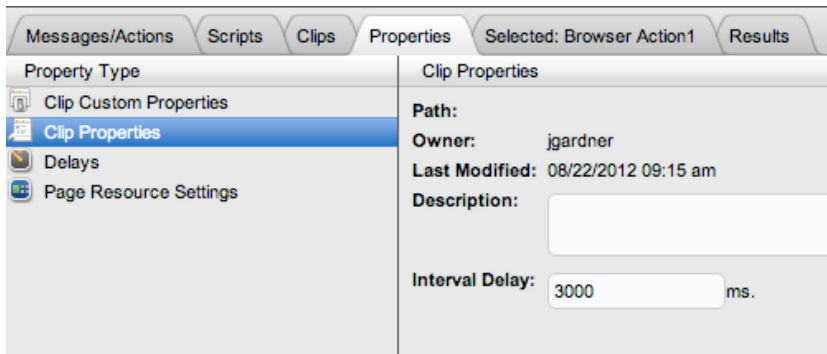 Messages/Actions Scripts Clips Properties Selected: Browser Action1 Results
Property Type
Clip Custom Properties
Clip Properties
Delays
Page Resource Settings
Clip Properties
Path:
Owner: jgardner
Last Modified: 08/22/2012 09:15 am
Description:
Interval Delay: 3000 ms.